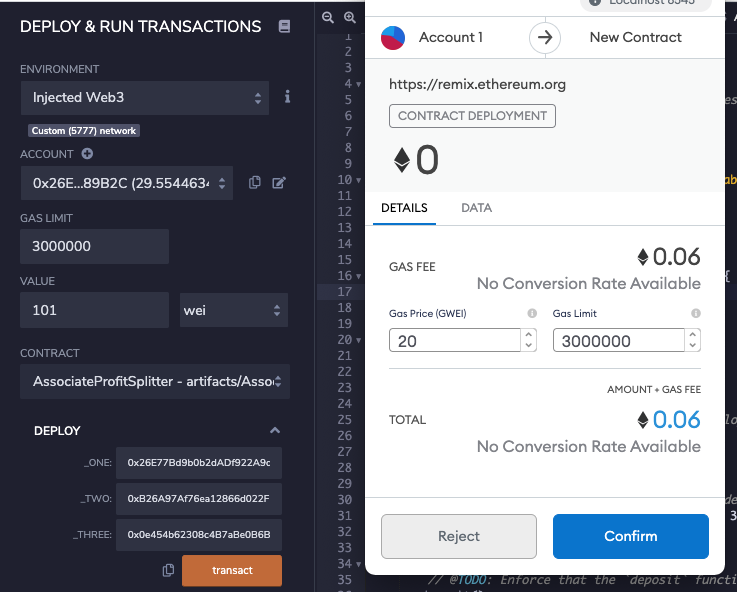 DEPLOY & RUN TRANSACTIONS
ENVIRONMENT
Injected Web3
i
Custom (5777) network
ACCOUNT
0x26E...89B2C (29.5544634
GAS LIMIT
3000000
VALUE
101
wei
CONTRACT
AssociateProfitSplitter - artifacts/Asso
DEPLOY
_ONE:
0x26E77Bd9b0b2dADf922A9c
_TWO:
0xB26A97Af76ea12866d022F
_THREE:
0x0e454b62308c4B7aBe0B6B
transact
1
2
3
4
5
6
7
8
9
10
11
12
13
14
15
16
17
18
19
20
21
22
23
24
25
26
27
28
29
30
31
32
33
34
35
Localhost 8545
Account 1
New Contract
https://remix.ethereum.org
CONTRACT DEPLOYMENT
0
DETAILS
DATA
GAS FEE
0.06
No Conversion Rate Available
Gas Price (GWEI)
Gas Limit
20
3000000
AMOUNT + GAS FEE
TOTAL
0.06
No Conversion Rate Available
Reject
Confirm
es
ab
{
lo
de
3
// @TODO: Enforce that the `deposit` functi